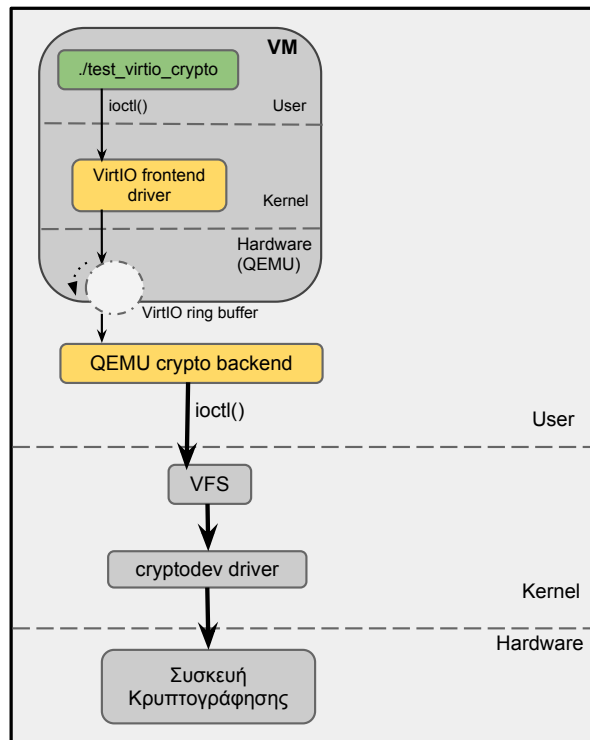 VM
./test_virtio_crypto
ioctl()
User
VirtIO frontend
driver
Kernel
Hardware
(QEMU)
VirtIO ring buffer
QEMU crypto backend
ioctl()
User
VFS
cryptodev driver
Kernel
Hardware
Συσκευή
Κρυπτογράφησης